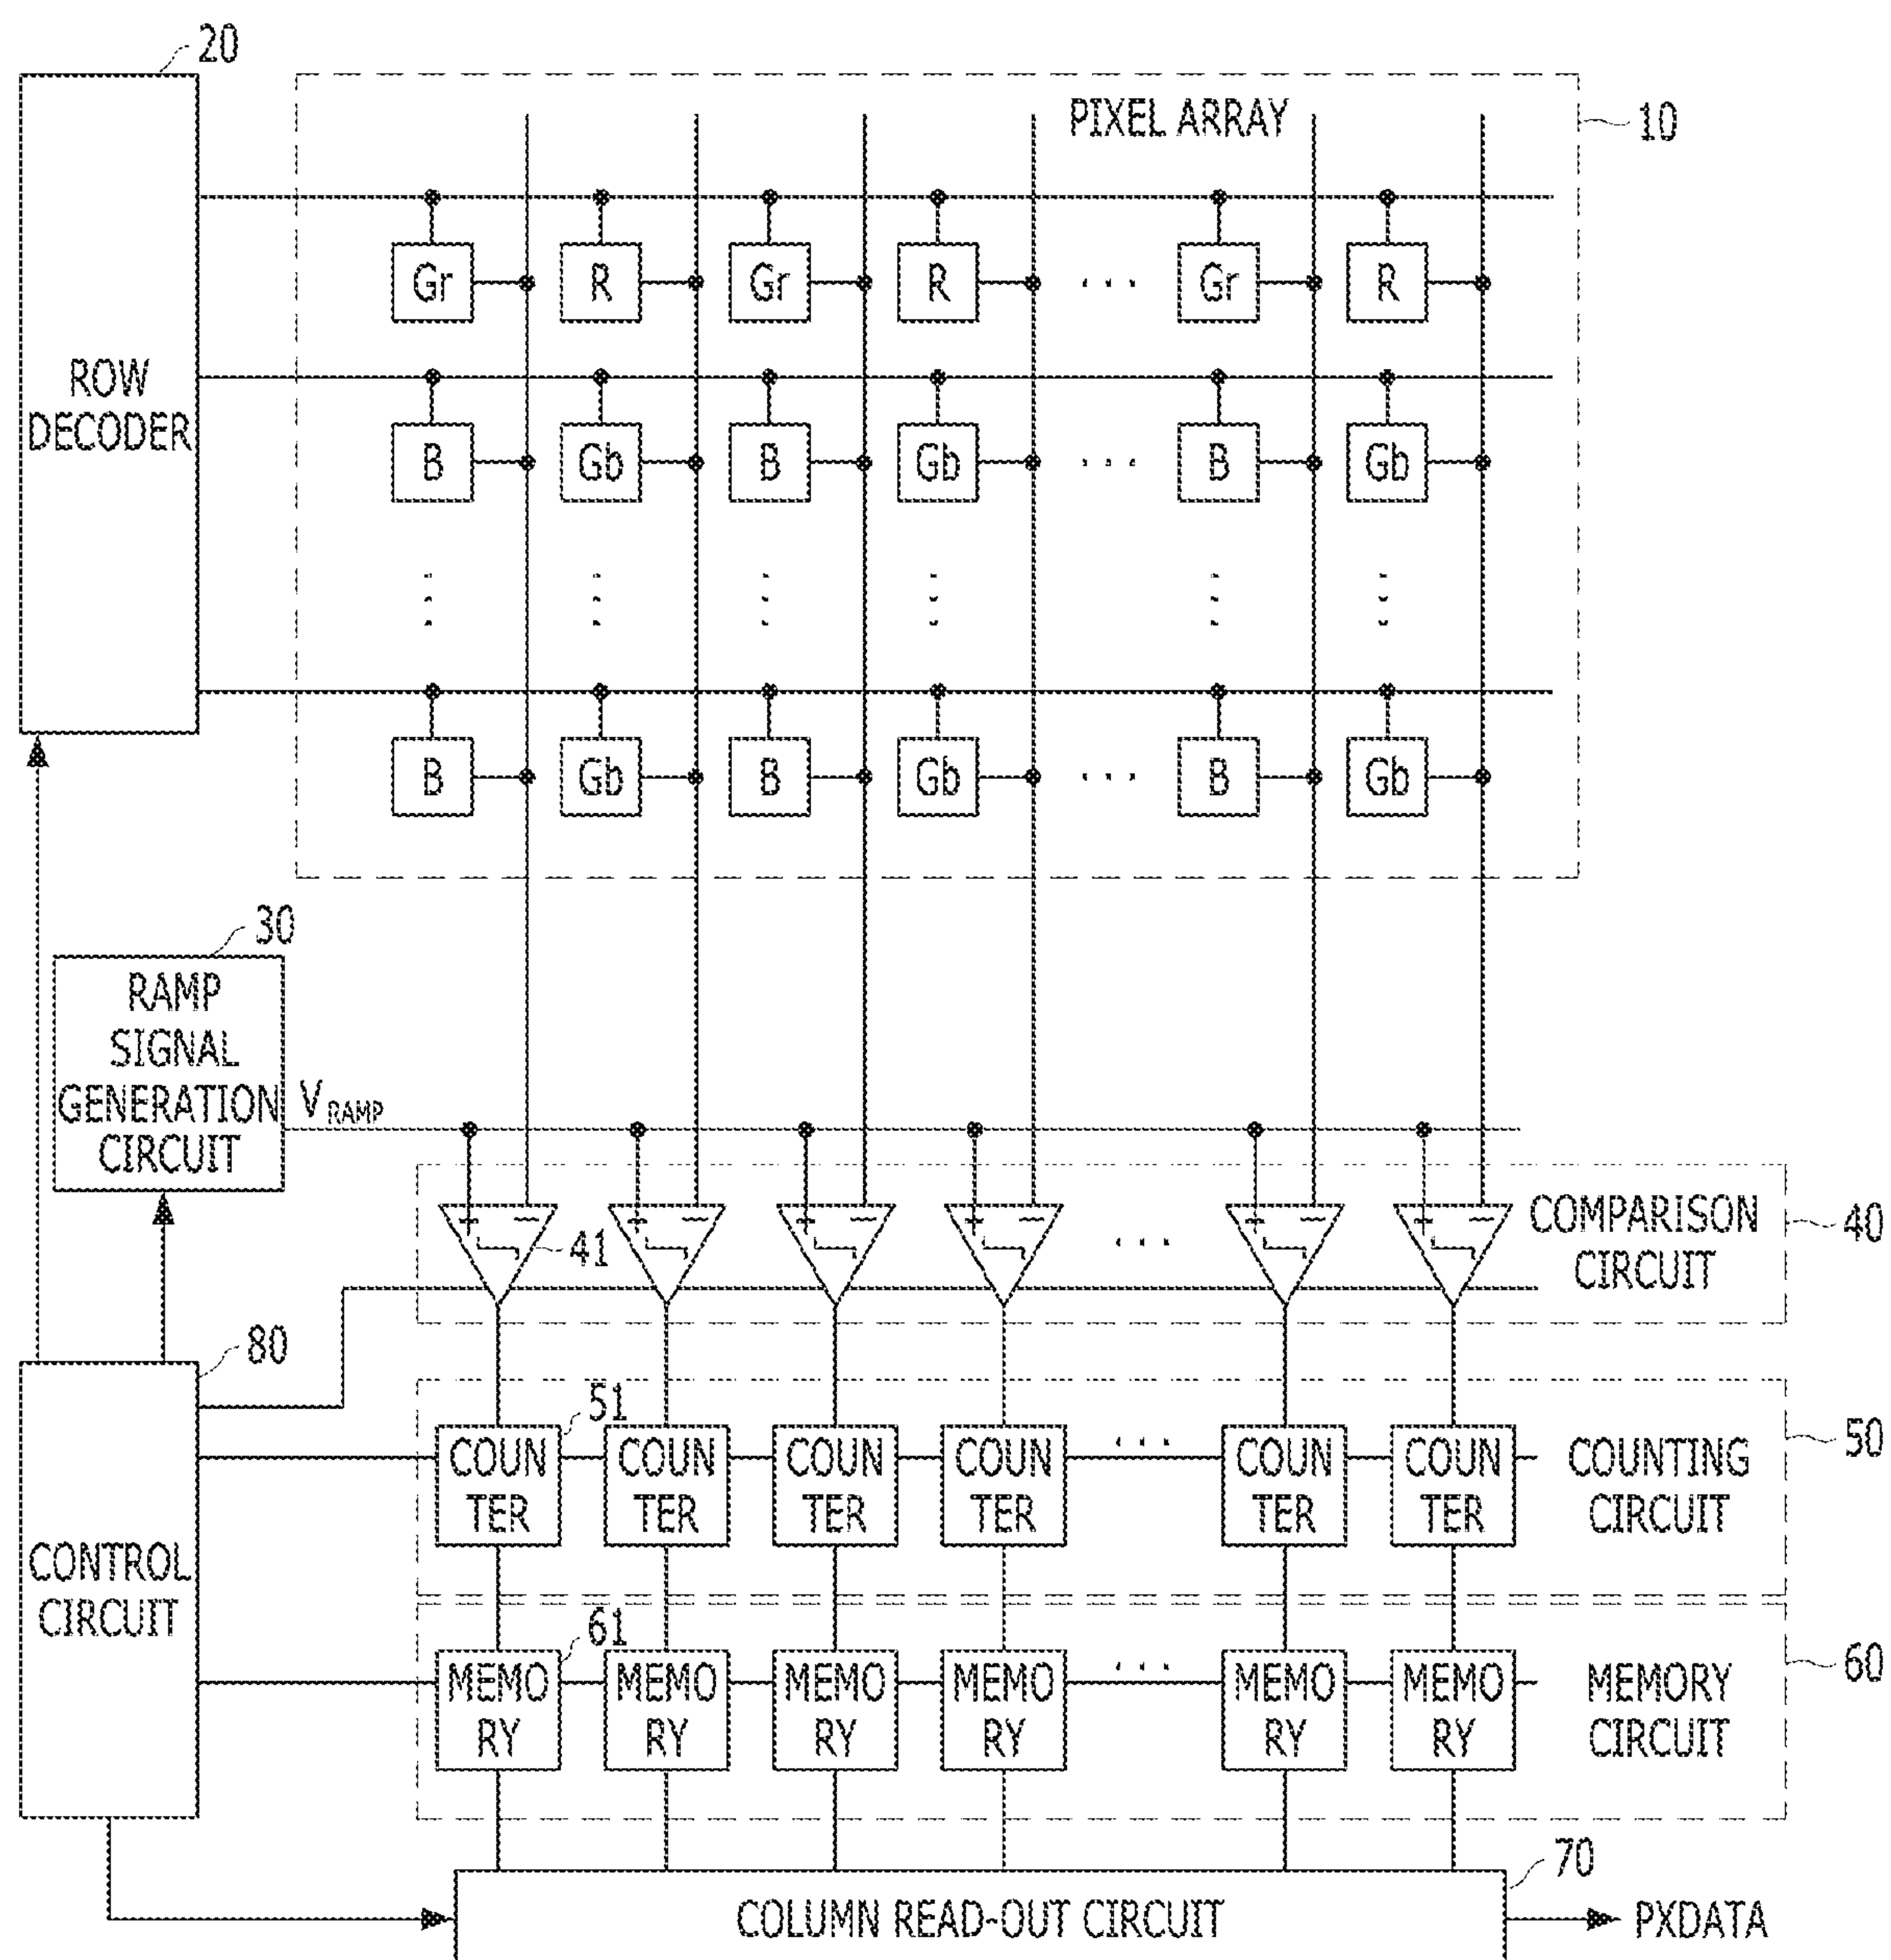 20
PIXEL ARRAY
10
Gr R Gr R ... Gr R
ROW
DECODER
B Gb B Gb ... B Gb
B Gb B Gb ... B Gb
30
RAMP
SIGNAL
GENERATION
CIRCUIT
VRAMP
+ − + − + − + − + − + −
41
...
COMPARISON
CIRCUIT
40
80
CONTROL
CIRCUIT
51
COUN
TER
COUN
TER
COUN
TER
COUN
TER
...
COUN
TER
COUN
TER
COUNTING
CIRCUIT
50
61
MEMO
RY
MEMO
RY
MEMO
RY
MEMO
RY
...
MEMO
RY
MEMO
RY
MEMORY
CIRCUIT
60
70
COLUMN READ-OUT CIRCUIT
PXDATA